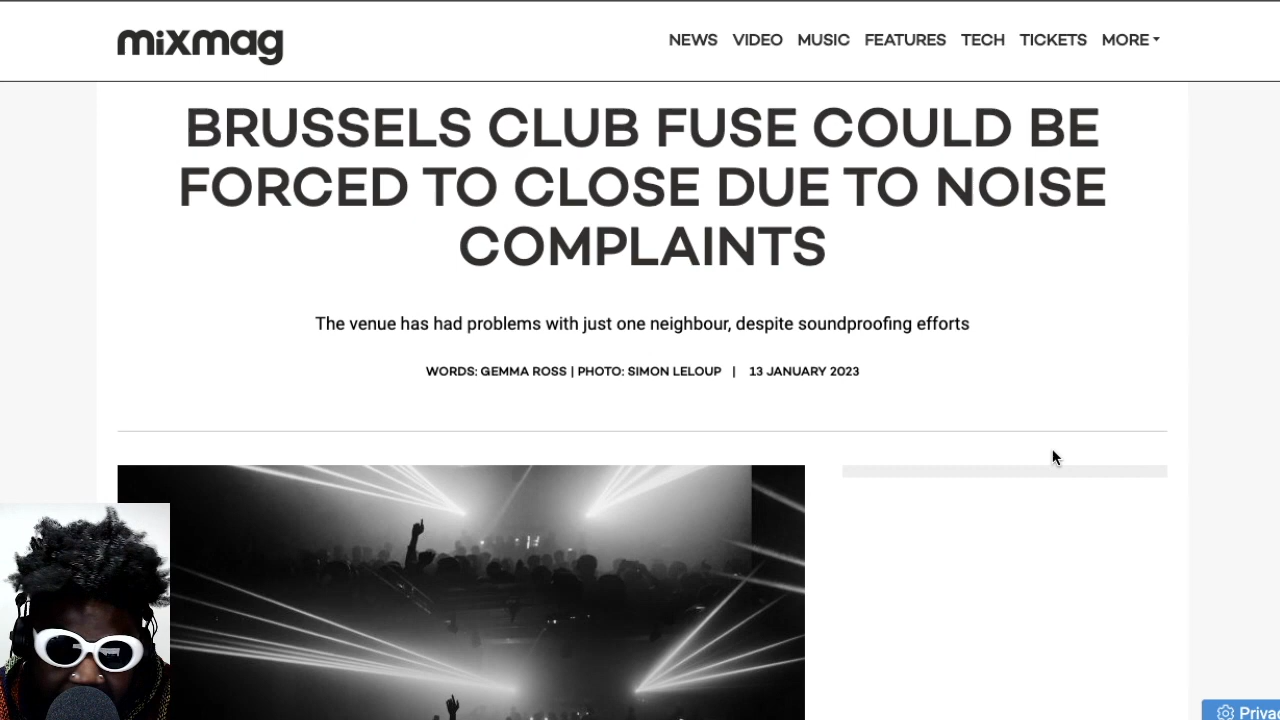 mixmag
NEWS VIDEO MUSIC FEATURES TECH TICKETS MORE
BRUSSELS CLUB FUSE COULD BE
FORCED TO CLOSE DUE TO NOISE
COMPLAINTS
The venue has had problems with just one neighbour, despite soundproofing efforts
WORDS: GEMMA ROSS | PHOTO: SIMON LELOUP | 13 JANUARY 2023